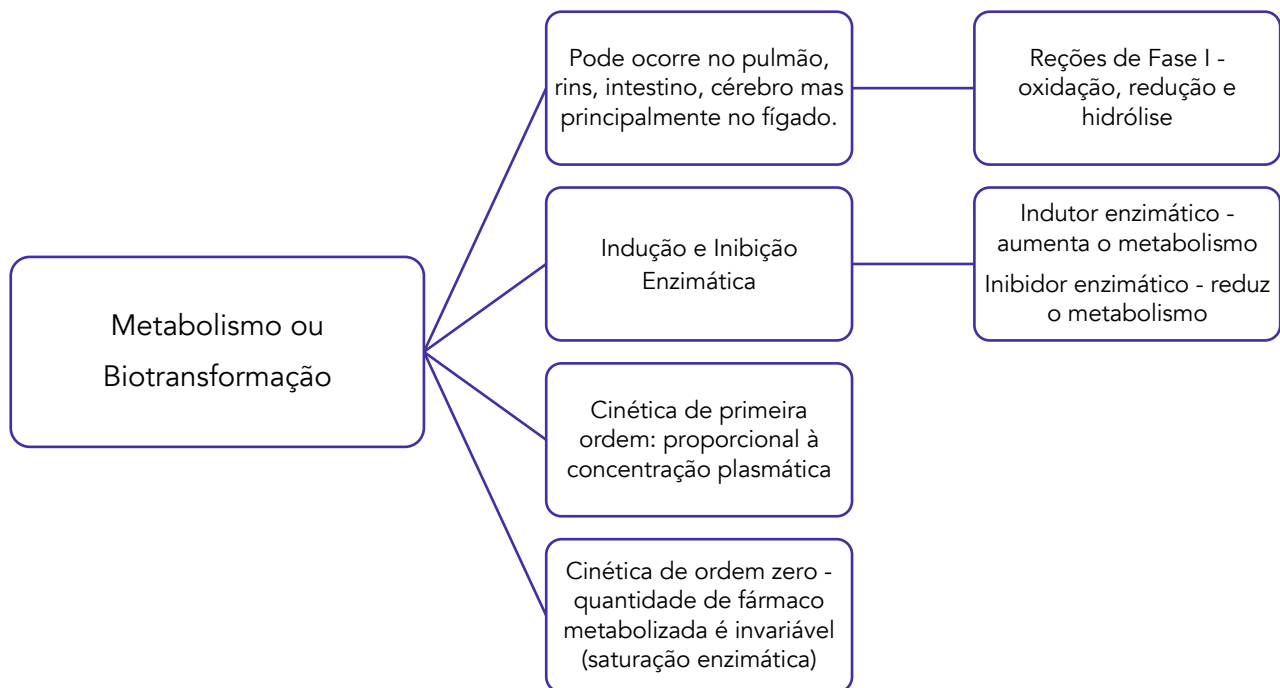 Metabolismo ou
Biotransformação
Pode ocorre no pulmão,
rins, intestino, cérebro mas
principalmente no fígado.
Reções de Fase I -
oxidação, redução e
hidrólise
Indução e Inibição
Enzimática
Indutor enzimático -
aumenta o metabolismo
Inibidor enzimático - reduz
o metabolismo
Cinética de primeira
ordem: proporcional à
concentração plasmática
Cinética de ordem zero -
quantidade de fármaco
metabolizada é invariável
(saturação enzimática)